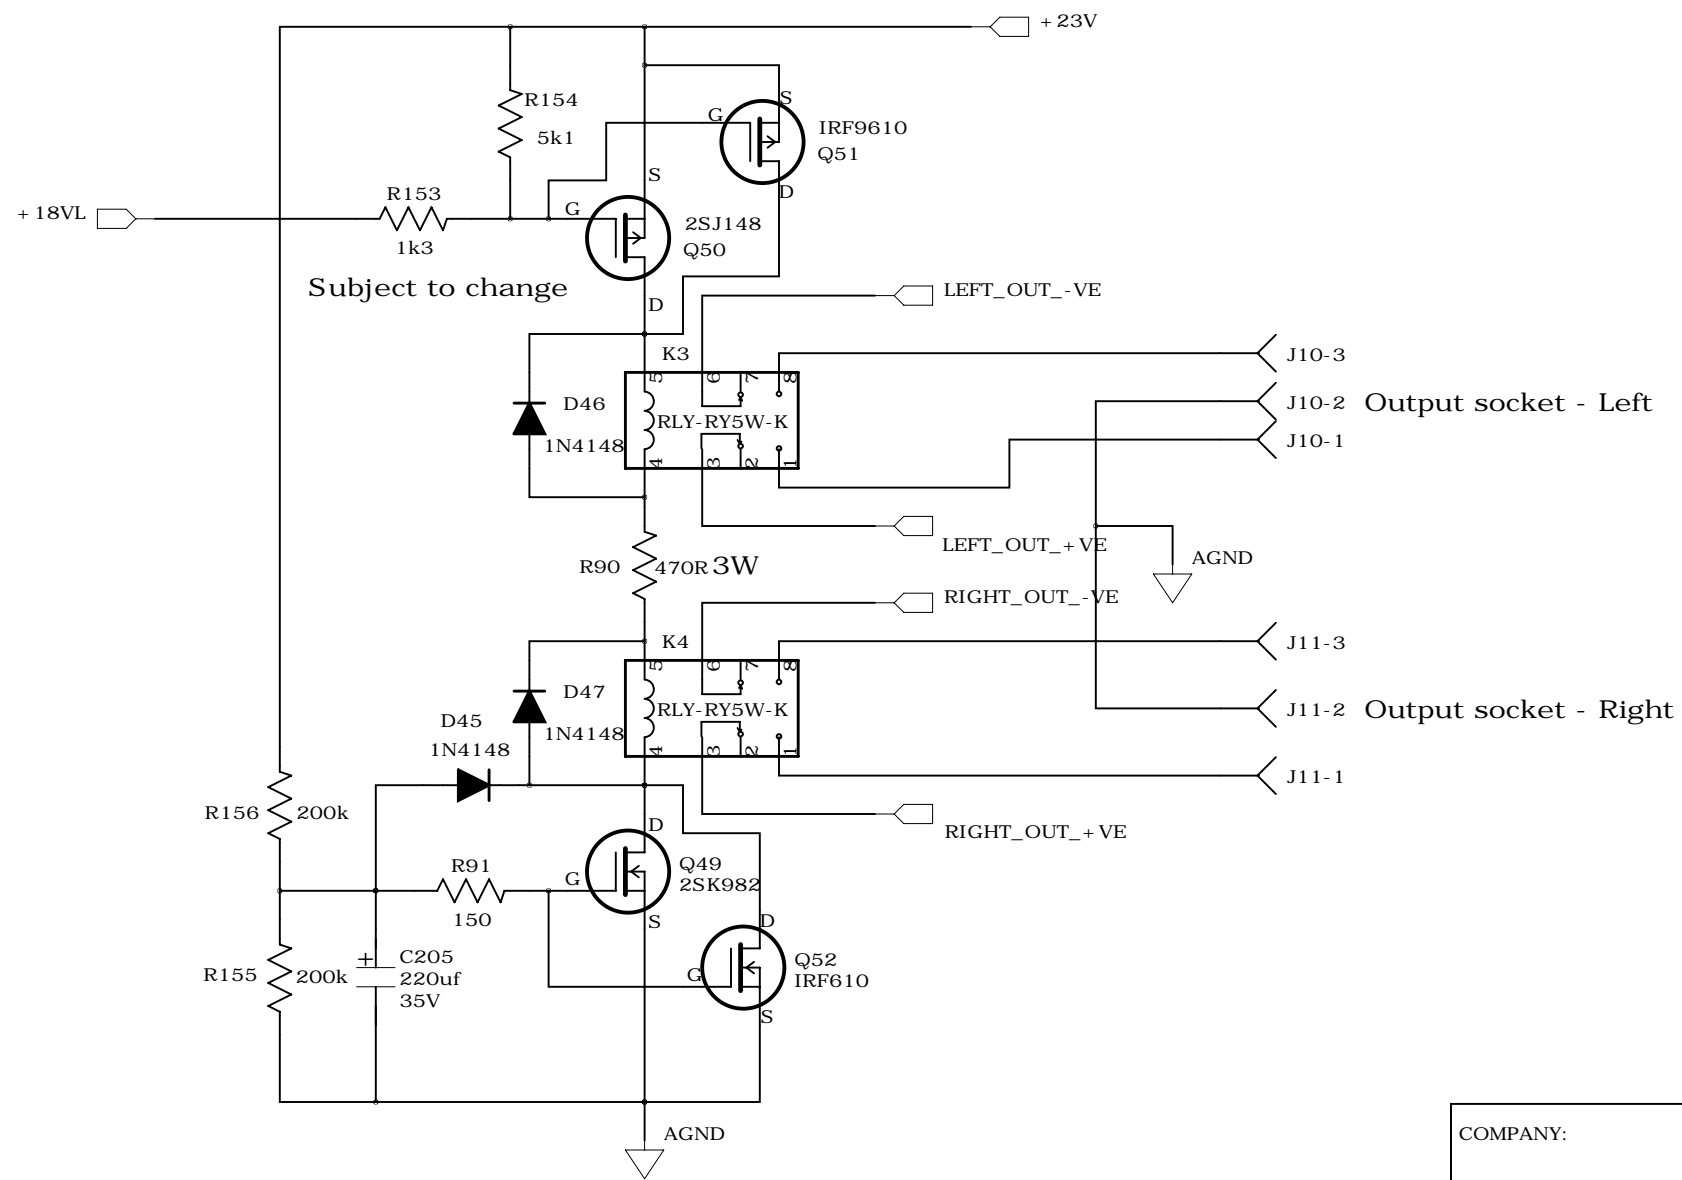 +23V
R154
5k1
S
G
IRF9610
Q51
D
R153
1k3
+18VL
S
G
2SJ148
Q50
D
Subject to change
LEFT_OUT_-VE
K3
5
6
7
8
J10-3
D46
1N4148
RLY-RY5W-K
J10-2
Output socket - Left
J10-1
4
3
2
1
LEFT_OUT_+VE
AGND
R90
470R 3W
RIGHT_OUT_-VE
K4
5
6
7
8
J11-3
D47
1N4148
RLY-RY5W-K
J11-2
Output socket - Right
D45
1N4148
4
3
2
1
J11-1
R156
200k
RIGHT_OUT_+VE
D
R91
150
G
Q49
2SK982
S
D
C205
220uf
35V
+
R155
200k
G
Q52
IRF610
S
AGND
COMPANY: